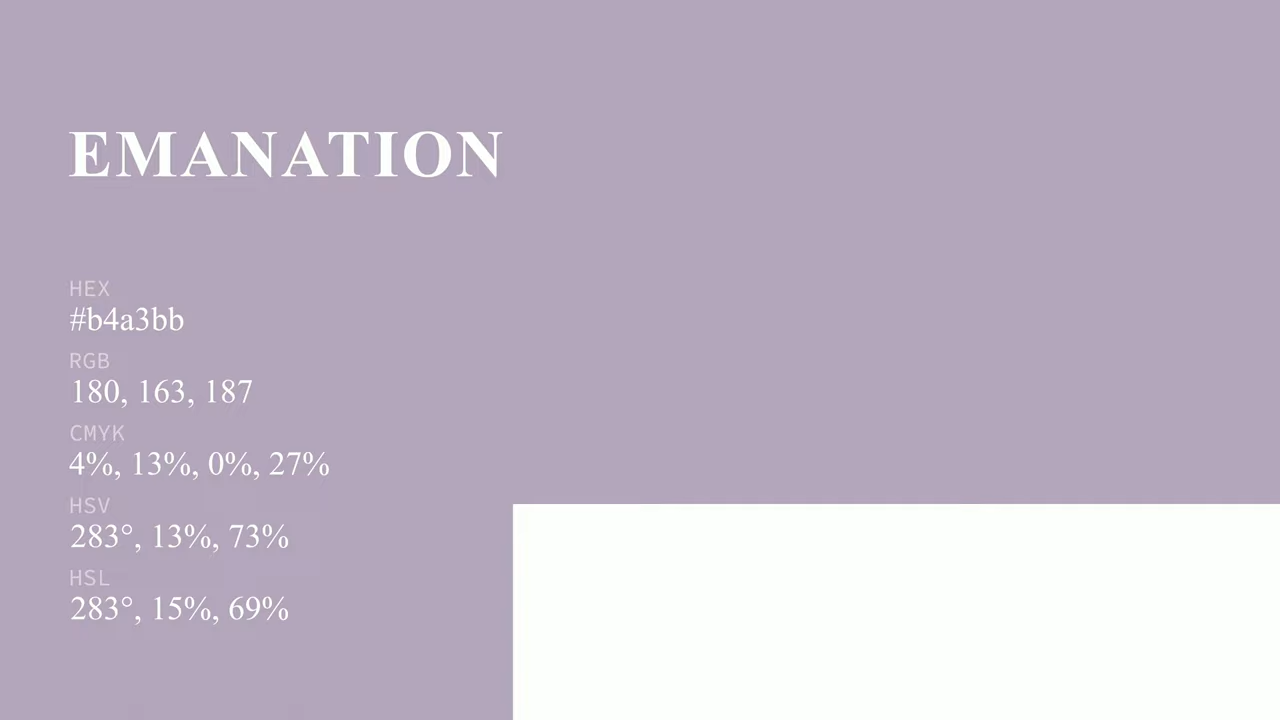 EMANATION
HEX
#b4a3bb
RGB
180, 163, 187
CMYK
4%, 13%, 0%, 27%
HSV
283°, 13%, 73%
HSL
283°, 15%, 69%